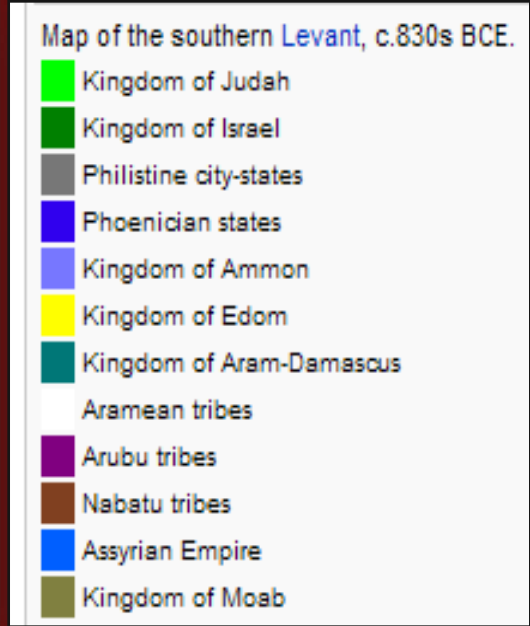 Map of the southern Levant, c.830s BCE.
Kingdom of Judah
Kingdom of Israel
Philistine city-states
Phoenician states
Kingdom of Ammon
Kingdom of Edom
Kingdom of Aram-Damascus
Aramean tribes
Arubu tribes
Nabatu tribes
Assyrian Empire
Kingdom of Moab